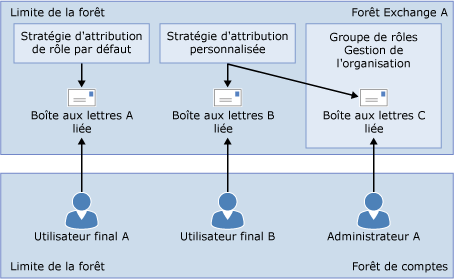 Limite de la forêt
Forêt Exchange A
Stratégie d'attribution
de rôle par défaut
Stratégie d'attribution
personnalisée
Groupe de rôles
Gestion de
l'organisation
Boîte aux lettres A
liée
Boîte aux lettres B
liée
Boîte aux lettres C
liée
Utilisateur final A
Utilisateur final B
Administrateur A
Limite de la forêt
Forêt de comptes